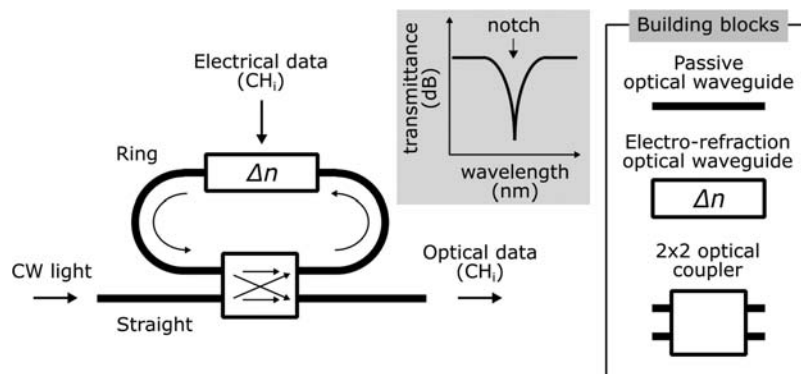 Electrical data
(CHi)
Ring
Δn
CW light
Straight
Optical data
(CHi)
notch
transmittance
(dB)
wavelength
(nm)
Building blocks
Passive
optical waveguide
Electro-refraction
optical waveguide
Δn
2x2 optical
coupler